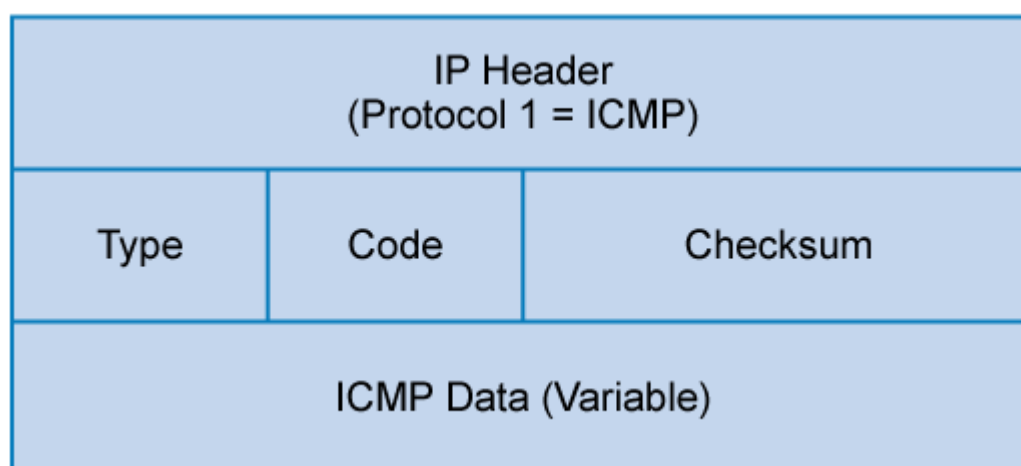 IP Header
(Protocol 1 = ICMP)
Type
Code
Checksum
ICMP Data (Variable)